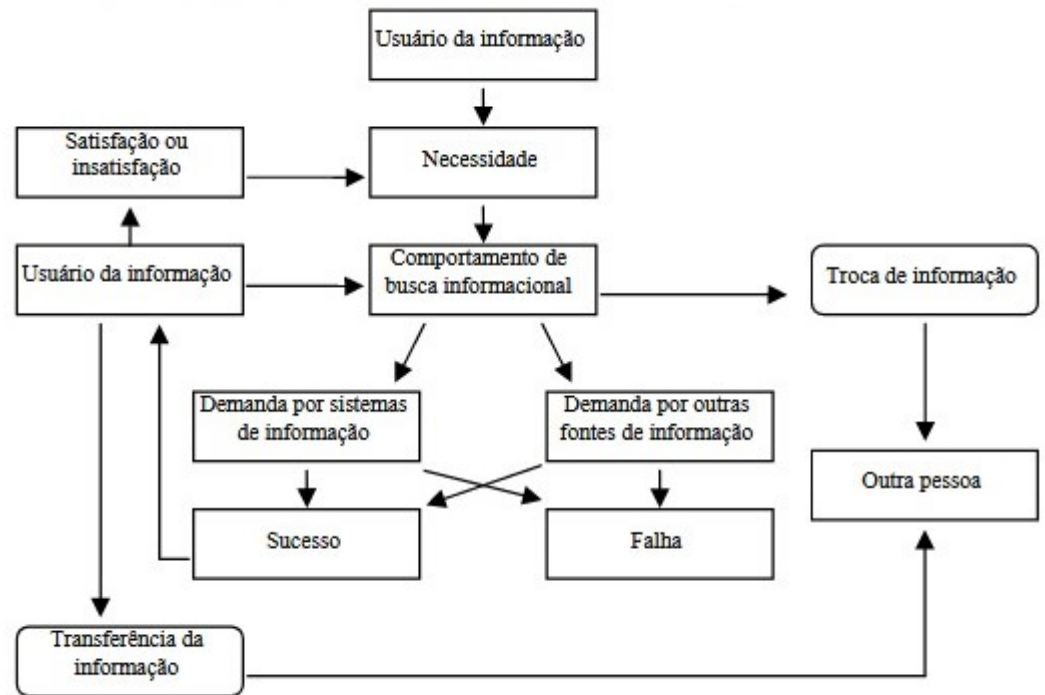 Usuário da informação
Satisfação ou
insatisfação
Necessidade
Usuário da informação
Comportamento de
busca informacional
Troca de informação
Demanda por sistemas
de informação
Demanda por outras
fontes de informação
Outra pessoa
Sucesso
Falha
Transferência da
informação